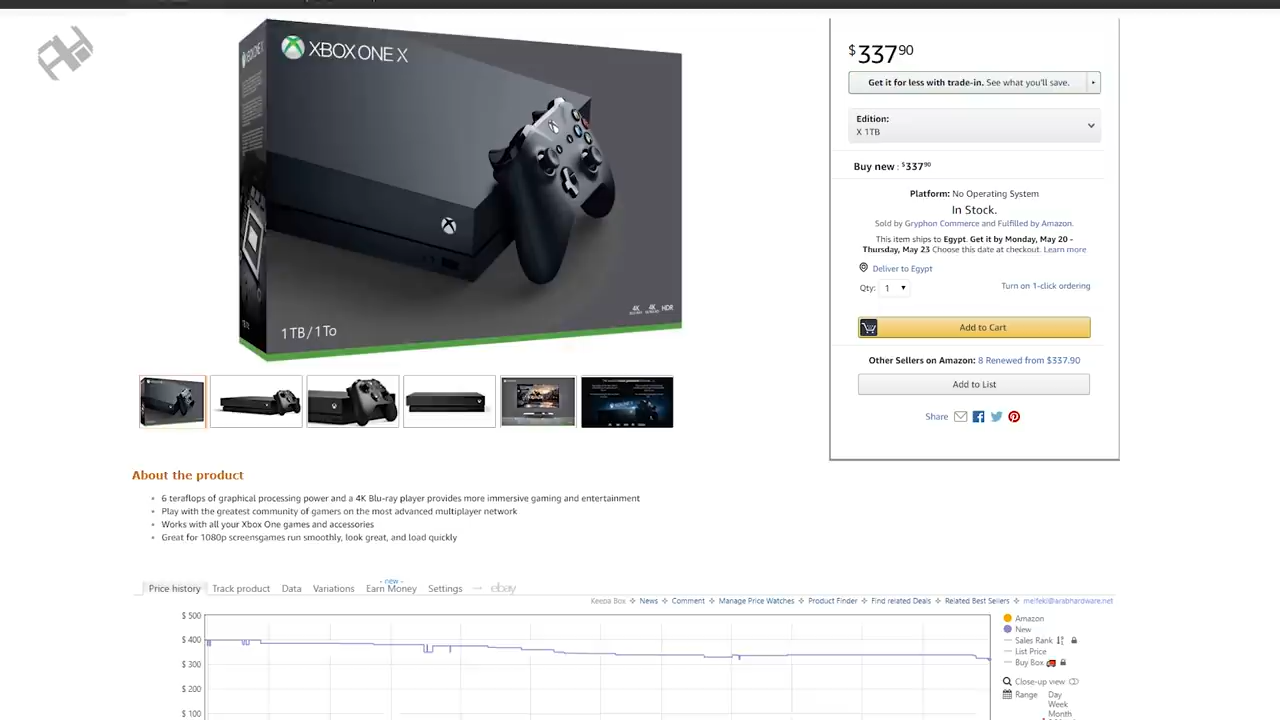 XBOX ONE X
XBOX ONE X
1TB/1To
4K
4K
HDR
$337.90
Get it for less with trade-in. See what you'll save.
Edition:
X 1TB
Buy new : $337.90
Platform: No Operating System
In Stock.
Sold by Gryphon Commerce and Fulfilled by Amazon.
This item ships to Egypt. Get it by Monday, May 20 -
Thursday, May 23 Choose this date at checkout. Learn more
Deliver to Egypt
Qty: 1
Turn on 1-click ordering
Add to Cart
Other Sellers on Amazon: 8 Renewed from $337.90
Add to List
Share
About the product
6 teraflops of graphical processing power and a 4K Blu-ray player provides more immersive gaming and entertainment
Play with the greatest community of gamers on the most advanced multiplayer network
Works with all your Xbox One games and accessories
Great for 1080p screensgames run smoothly, look great, and load quickly
Price history Track product Data Variations - new - Earn Money Settings ebay
Keepa Box News Comment Manage Price Watches Product Finder Find related Deals Related Best Sellers melfeki@arabhardware.net
$ 500
$ 400
$ 300
$ 200
$ 100
Amazon
New
Sales Rank
List Price
Buy Box
Close-up view
Range Day
Week
Month